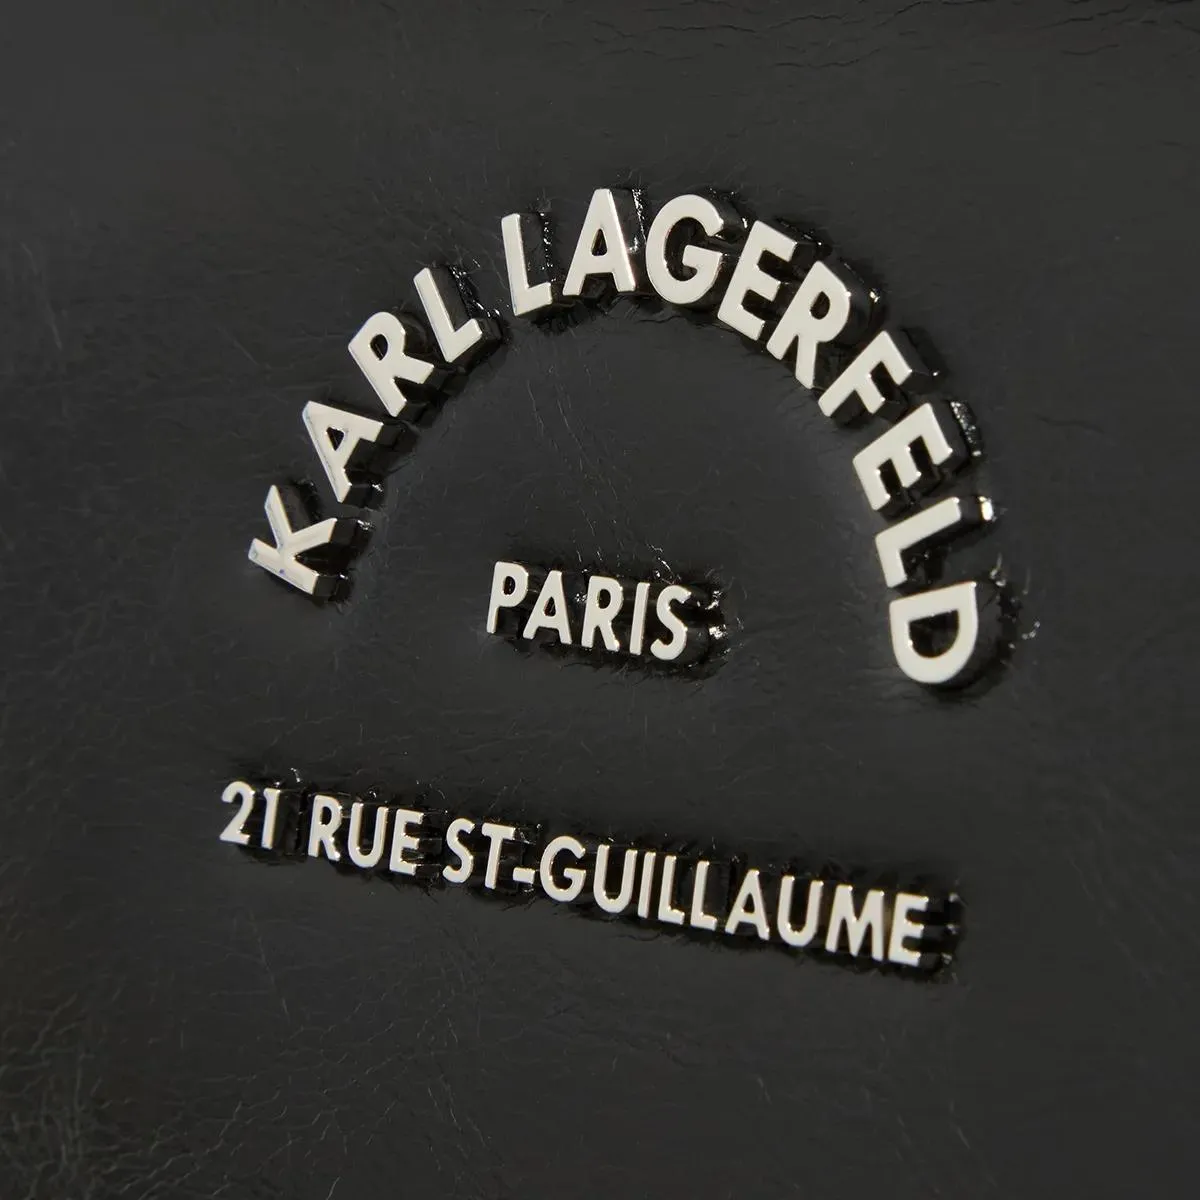 KARL LAGERFELD
PARIS
21 RUE ST-GUILLAUME